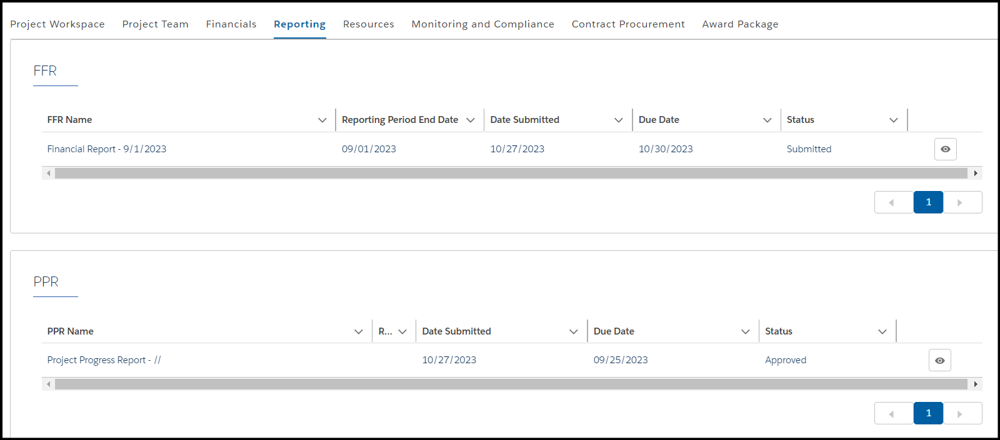 Project Workspace Project Team Financials Reporting Resources Monitoring and Compliance Contract Procurement Award Package
FFR
FFR Name Reporting Period End Date Date Submitted Due Date Status
Financial Report - 9/1/2023 09/01/2023 10/27/2023 10/30/2023 Submitted
1
PPR
PPR Name R... Date Submitted Due Date Status
Project Progress Report - // 10/27/2023 09/25/2023 Approved
1